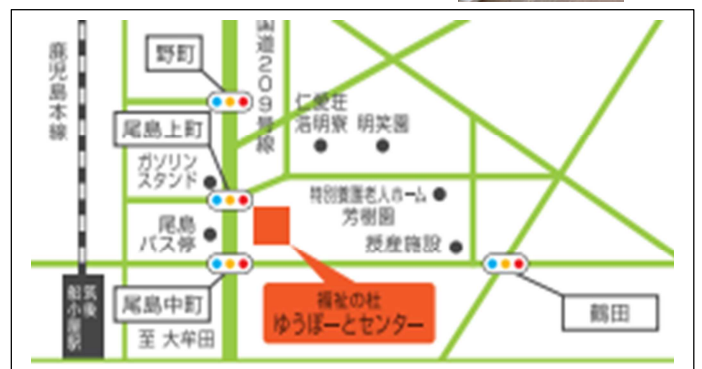 鹿児島本線
野町
国道209号線
尾島上町
仁愛荘
浩明寮 明笑園
ガソリン
スタンド
特別養護老人ホーム
芳樹園
尾島
バス停
授産施設
筑後
船小屋駅
尾島中町
福祉の杜
ゆうぽーとセンター
鶴田
至 大牟田